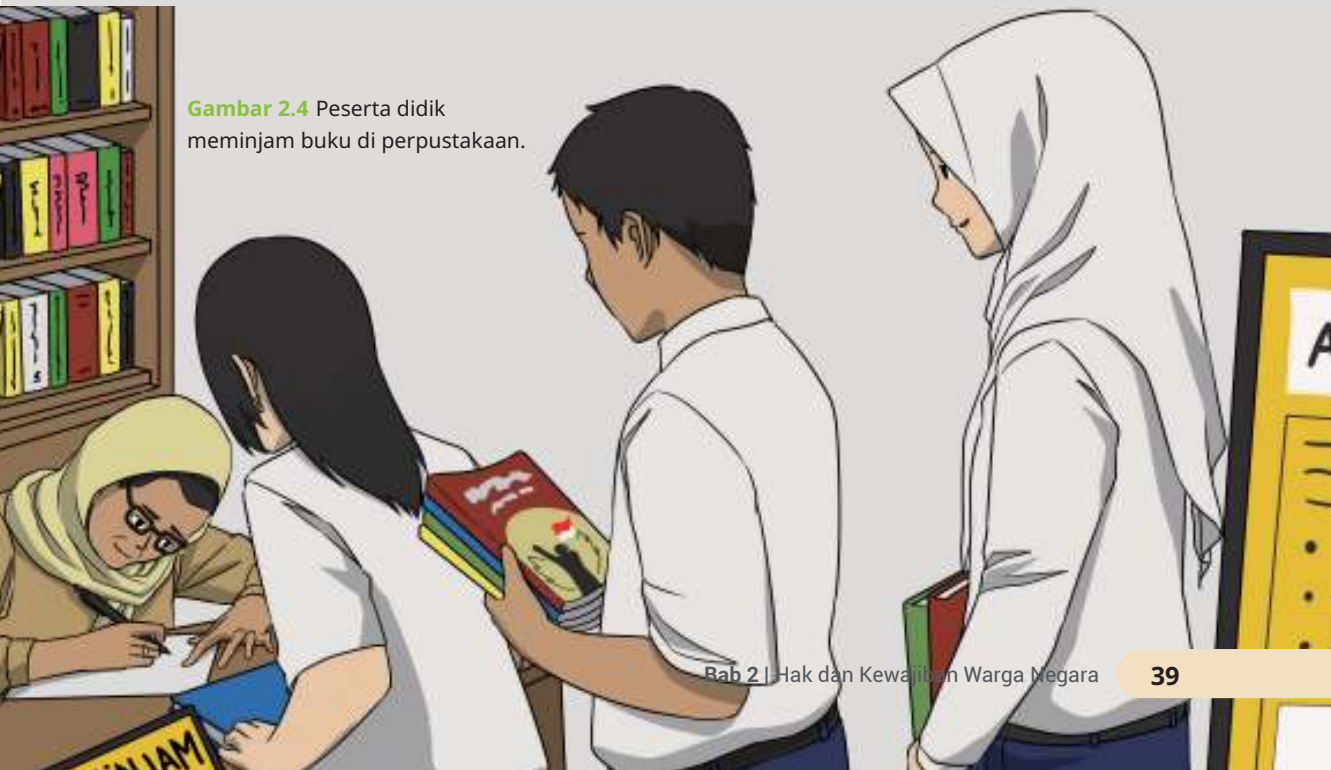 Gambar 2.4 Peserta didik
meminjam buku di perpustakaan.
Bab 2 | Hak dan Kewajiban Warga Negara 39